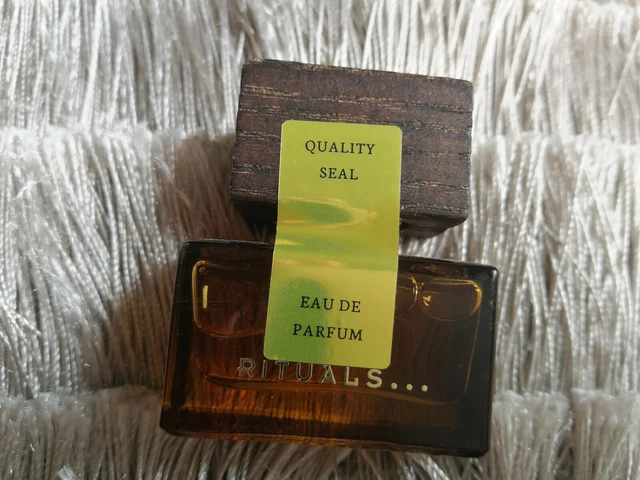 QUALITY
SEAL
EAU DE
PARFUM
RITUALS...